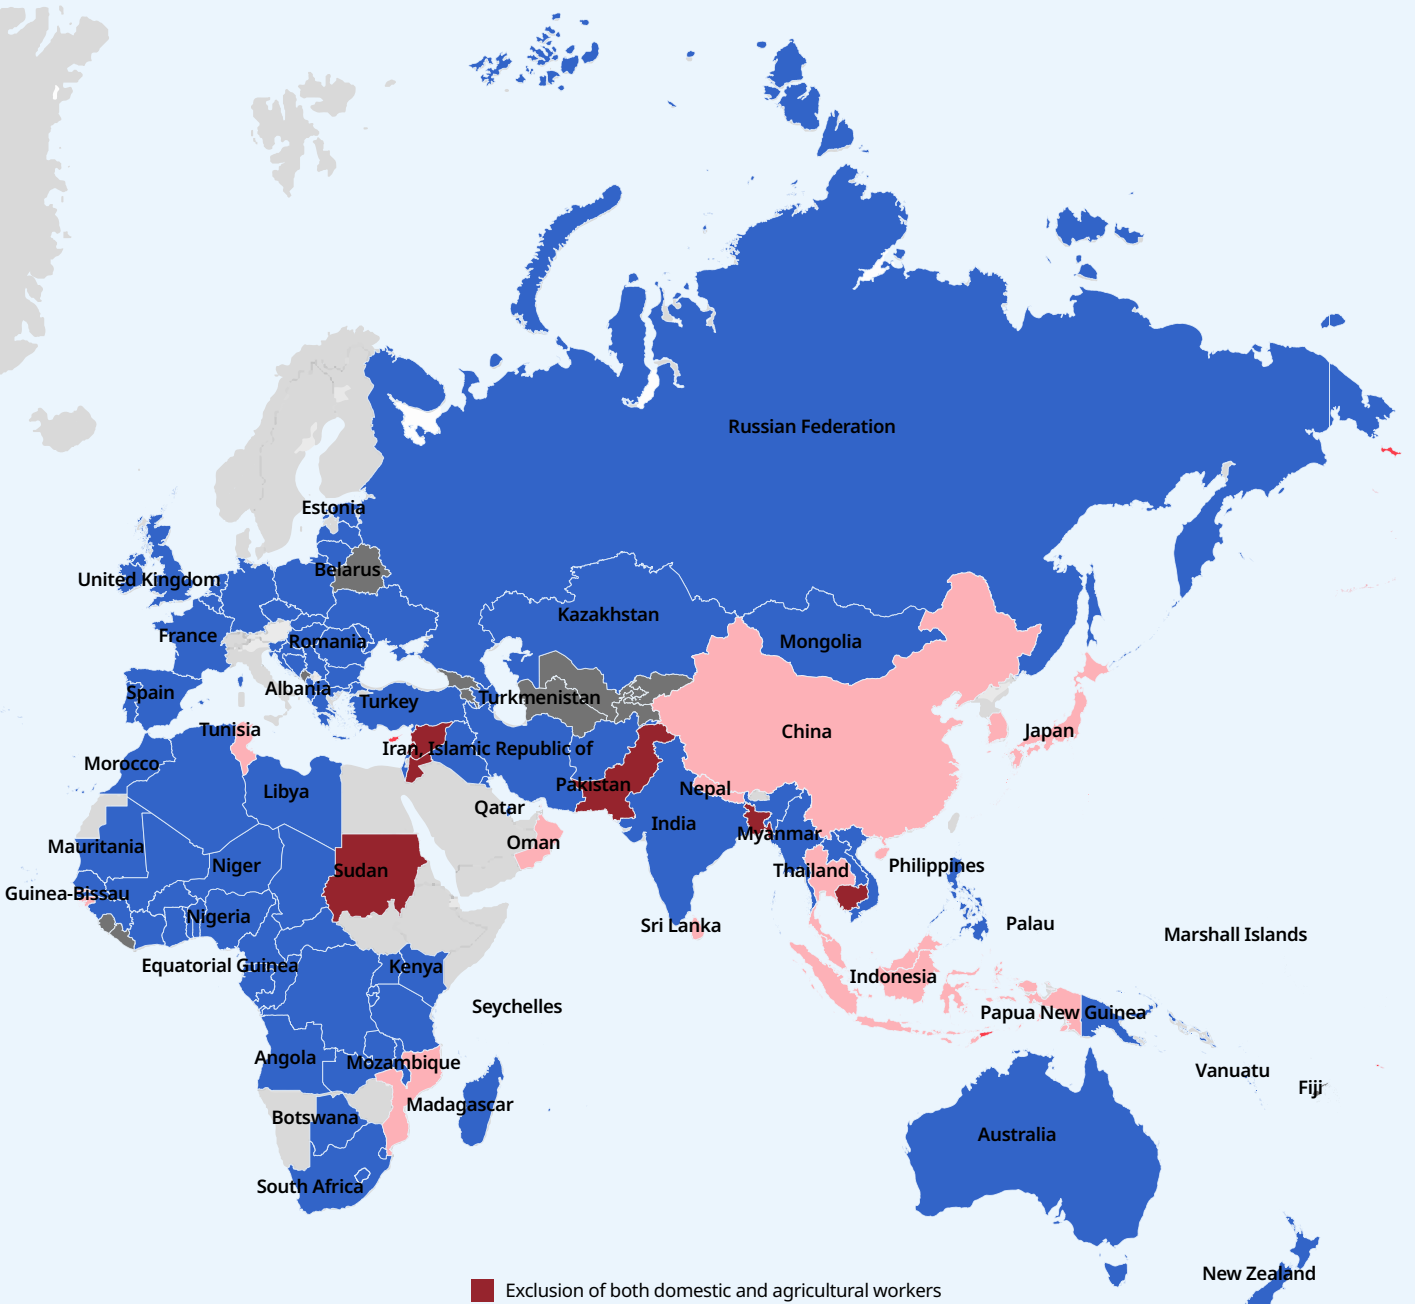 Russian Federation
Estonia
Belarus
United Kingdom
Kazakhstan
France
Romania
Mongolia
Spain
Albania
Turkey
Turkmenistan
Tunisia
China
Japan
Iran, Islamic Republic of
Morocco
Libya
Pakistan
Nepal
Qatar
India
Myanmar
Oman
Mauritania
Niger
Sudan
Thailand
Philippines
Guinea-Bissau
Nigeria
Sri Lanka
Palau
Marshall Islands
Equatorial Guinea
Kenya
Indonesia
Seychelles
Papua New Guinea
Angola
Mozambique
Vanuatu
Fiji
Madagascar
Botswana
Australia
South Africa
New Zealand
Exclusion of both domestic and agricultural workers